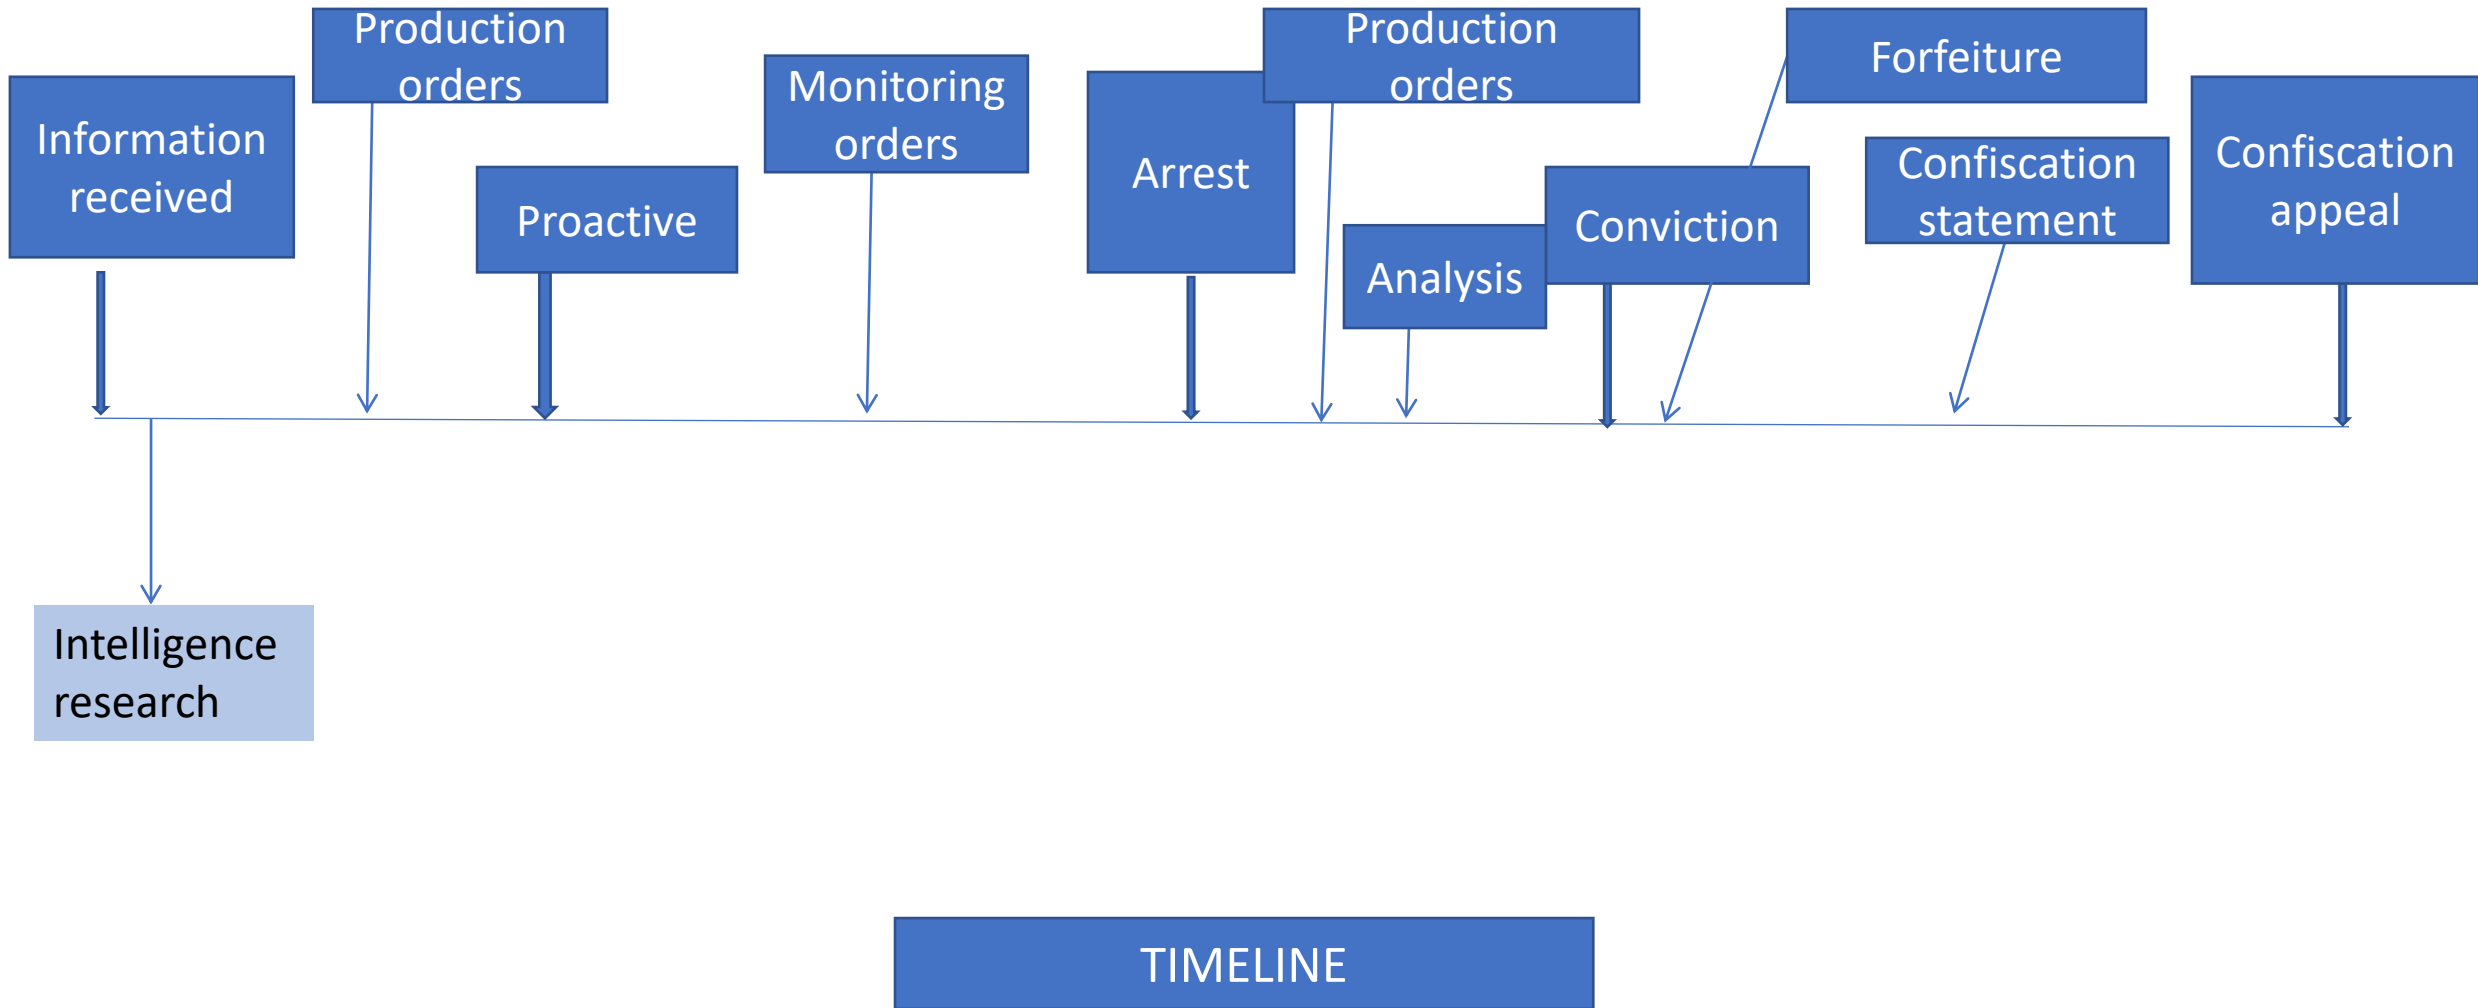 Information
received
Production
orders
Proactive
Monitoring
orders
Arrest
Production
orders
Analysis
Conviction
Forfeiture
Confiscation
statement
Confiscation
appeal
Intelligence
research
TIMELINE